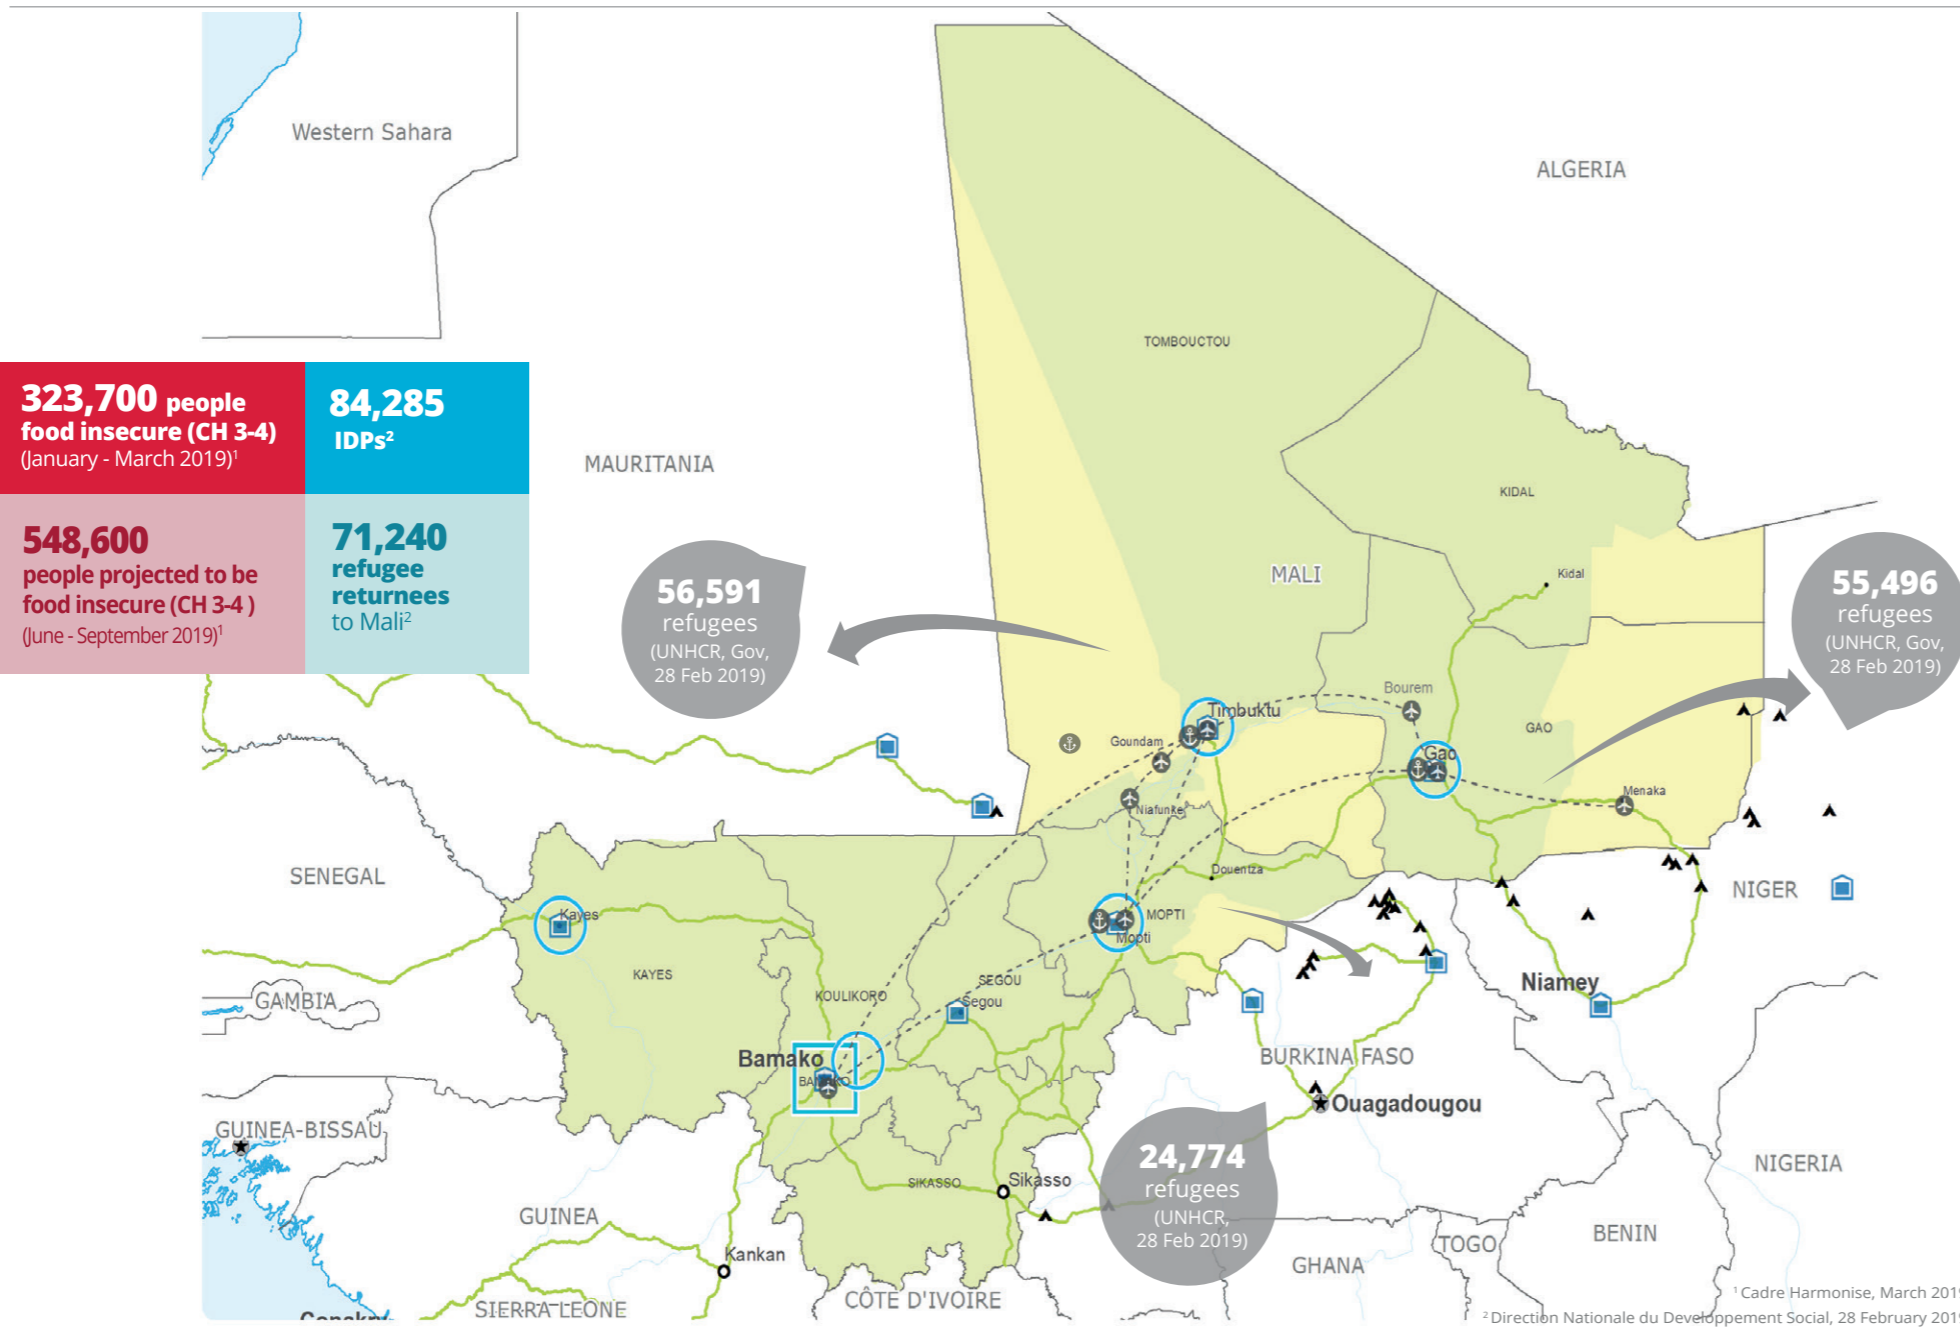 Western Sahara
ALGERIA
TOMBOUCTOU
323,700 people
food insecure (CH 3-4)
(January - March 2019)¹
84,285
IDPs²
548,600
people projected to be
food insecure (CH 3-4 )
(June - September 2019)¹
71,240
refugee
returnees
to Mali²
MAURITANIA
KIDAL
MALI
Kidal
56,591
refugees
(UNHCR, Gov,
28 Feb 2019)
55,496
refugees
(UNHCR, Gov,
28 Feb 2019)
Bourem
Timbuktu
Goundam
GAO
Gao
Menaka
Niafunke
Douentza
SENEGAL
NIGER
Kayes
MOPTI
Mopti
KAYES
SEGOU
Segou
KOULIKORO
Niamey
GAMBIA
Bamako
BAMAKO
BURKINA FASO
Ouagadougou
GUINEA-BISSAU
24,774
refugees
(UNHCR,
28 Feb 2019)
NIGERIA
SIKASSO
Sikasso
GUINEA
Kankan
BENIN
TOGO
GHANA
CÔTE D'IVOIRE
SIERRA LEONE
¹ Cadre Harmonise, March 201
² Direction Nationale du Developpement Social, 28 February 201